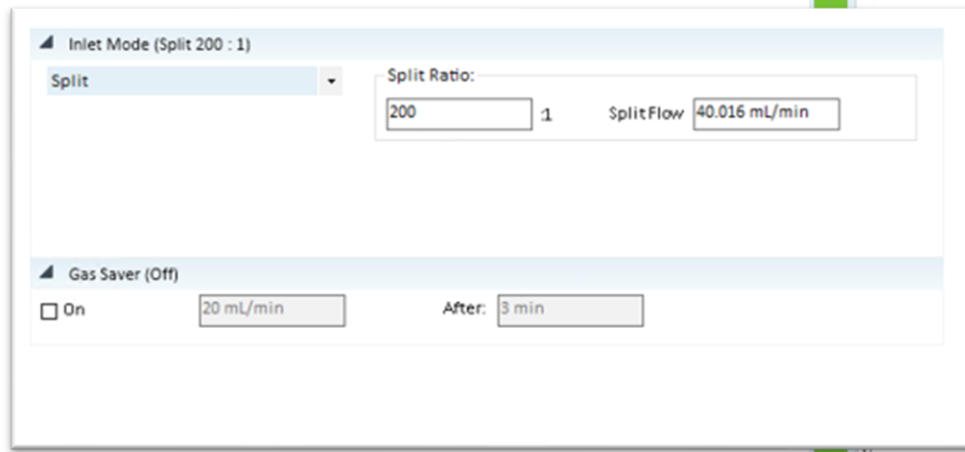 Inlet Mode (Split 200 : 1)
Split
Split Ratio:
200 :1 Split Flow 40.016 mL/min
Gas Saver (Off)
On 20 mL/min After: 3 min